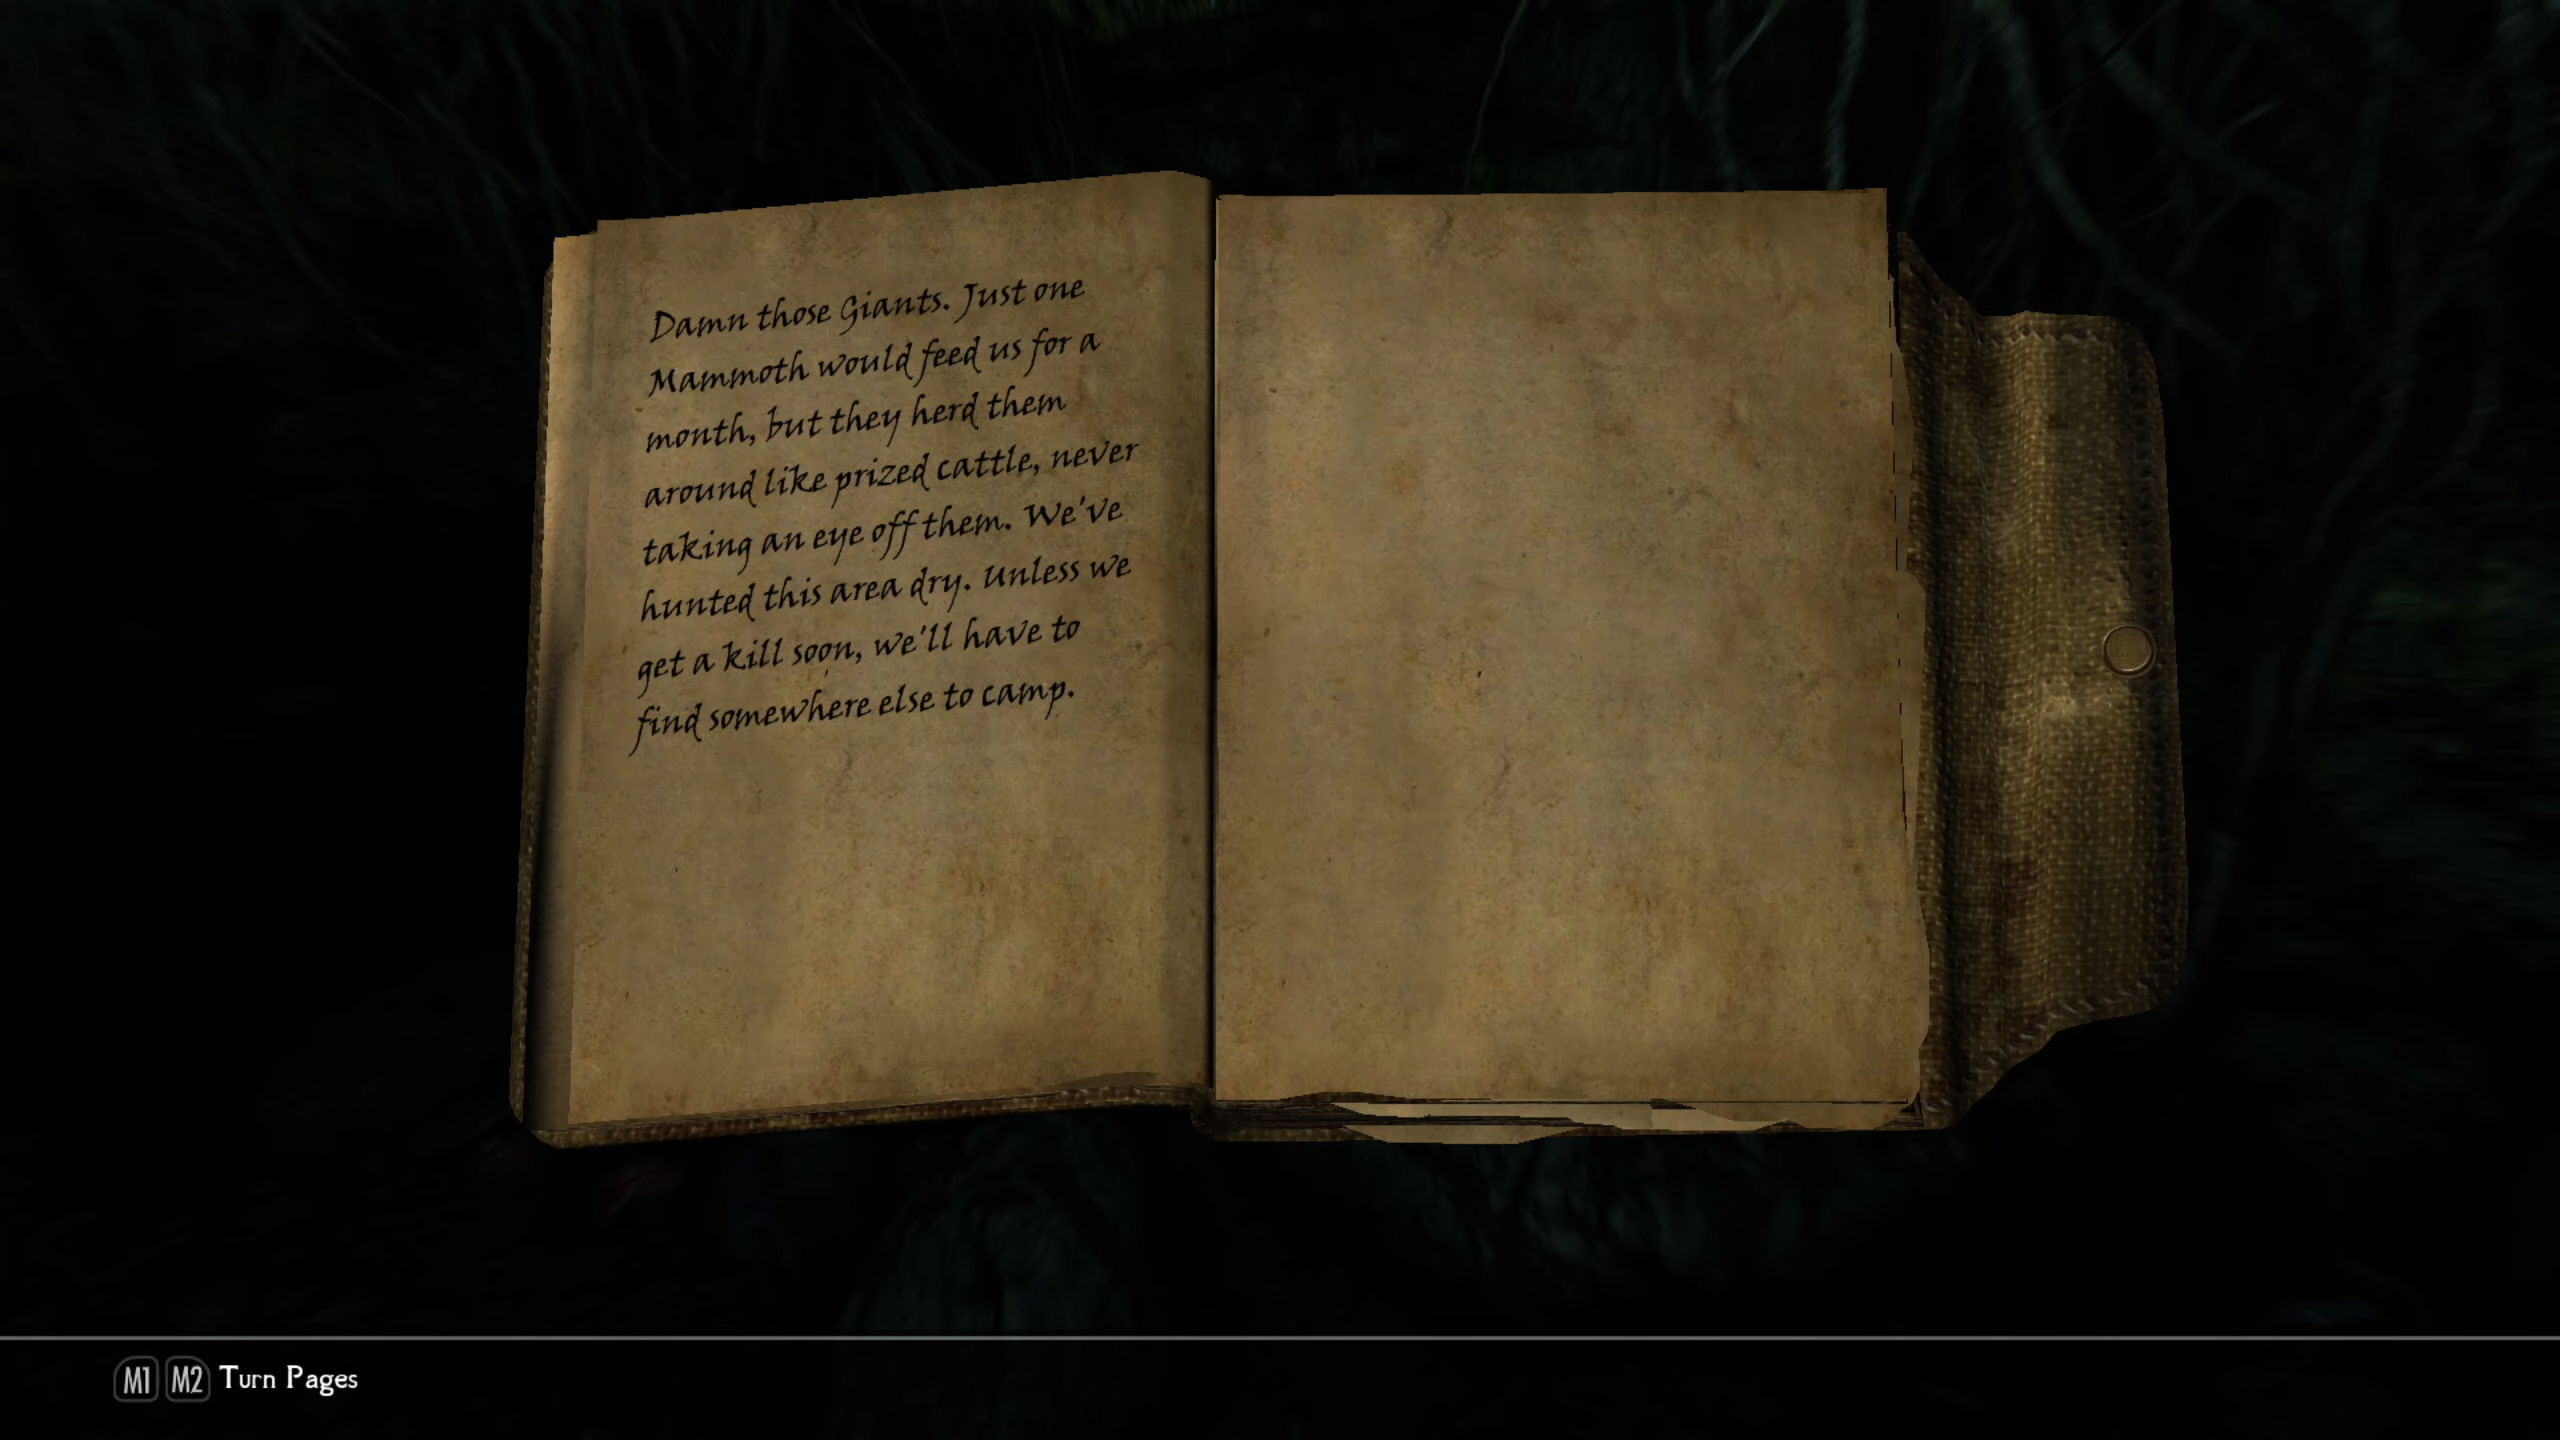 Damn those Giants. Just one
Mammoth would feed us for a
month, but they herd them
around like prized cattle, never
taking an eye off them. We've
hunted this area dry. Unless we
get a kill soon, we'll have to
find somewhere else to camp.
M1 M2 Turn Pages